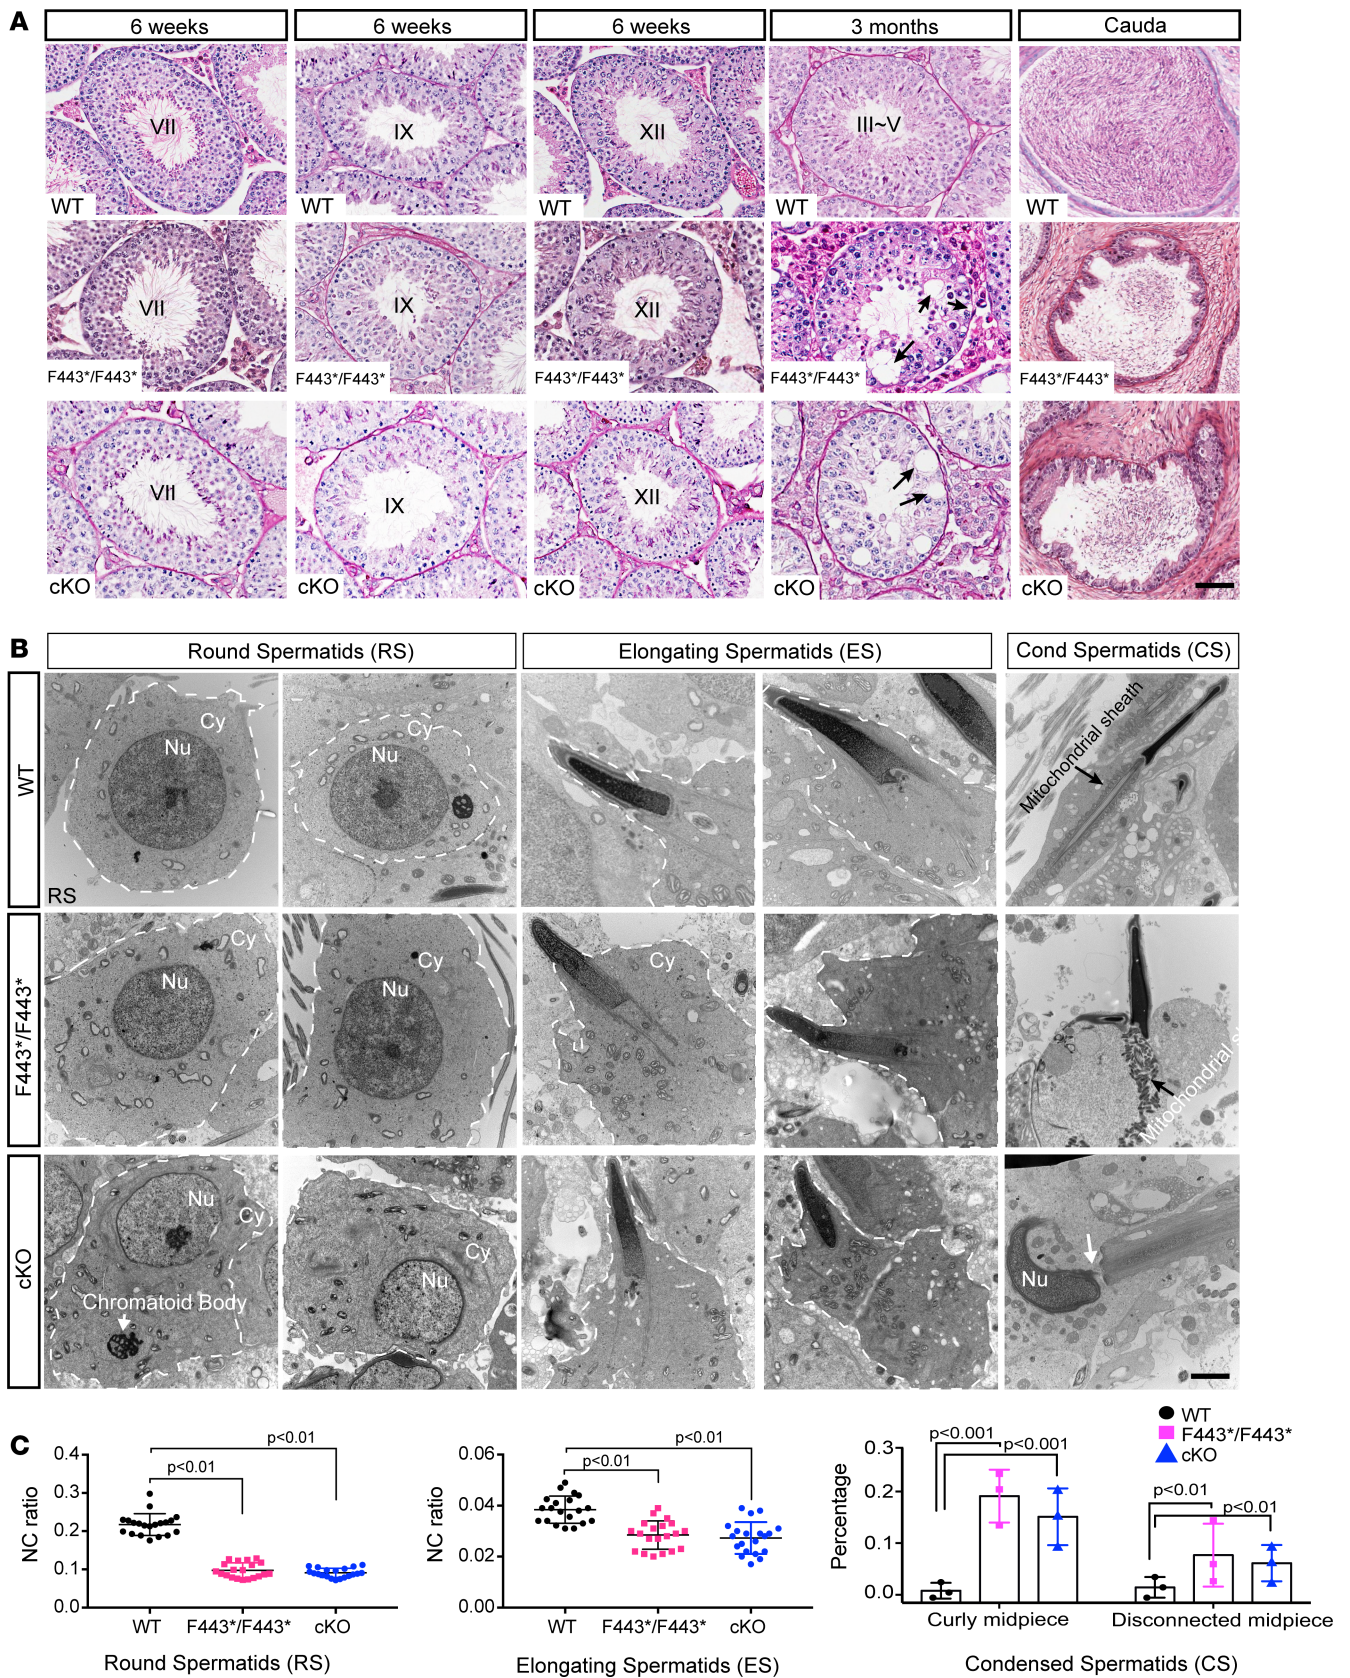 A
6 weeks
6 weeks
6 weeks
3 months
Cauda
VII
IX
XII
III~V
WT
WT
WT
WT
WT
VII
IX
XII
F443*/F443*
F443*/F443*
F443*/F443*
F443*/F443*
F443*/F443*
VII
IX
XII
cKO
cKO
cKO
cKO
cKO
B
Round Spermatids (RS)
Elongating Spermatids (ES)
Cond Spermatids (CS)
WT
Cy
Nu
RS
Cy
Nu
Mitochondrial sheath
F443*/F443*
Cy
Nu
Cy
Nu
Cy
Mitochondrial s
cKO
Nu
Cy
Chromatoid Body
Cy
Nu
Nu
C
0.4
0.3
0.2
0.1
0.0
NC ratio
p<0.01
p<0.01
WT
F443*/F443*
cKO
Round Spermatids (RS)
0.06
0.04
0.02
0.00
NC ratio
p<0.01
p<0.01
WT
F443*/F443*
cKO
Elongating Spermatids (ES)
WT
F443*/F443*
cKO
0.3
0.2
0.1
0.0
Percentage
p<0.001
p<0.001
p<0.01
p<0.01
Curly midpiece
Disconnected midpiece
Condensed Spermatids (CS)